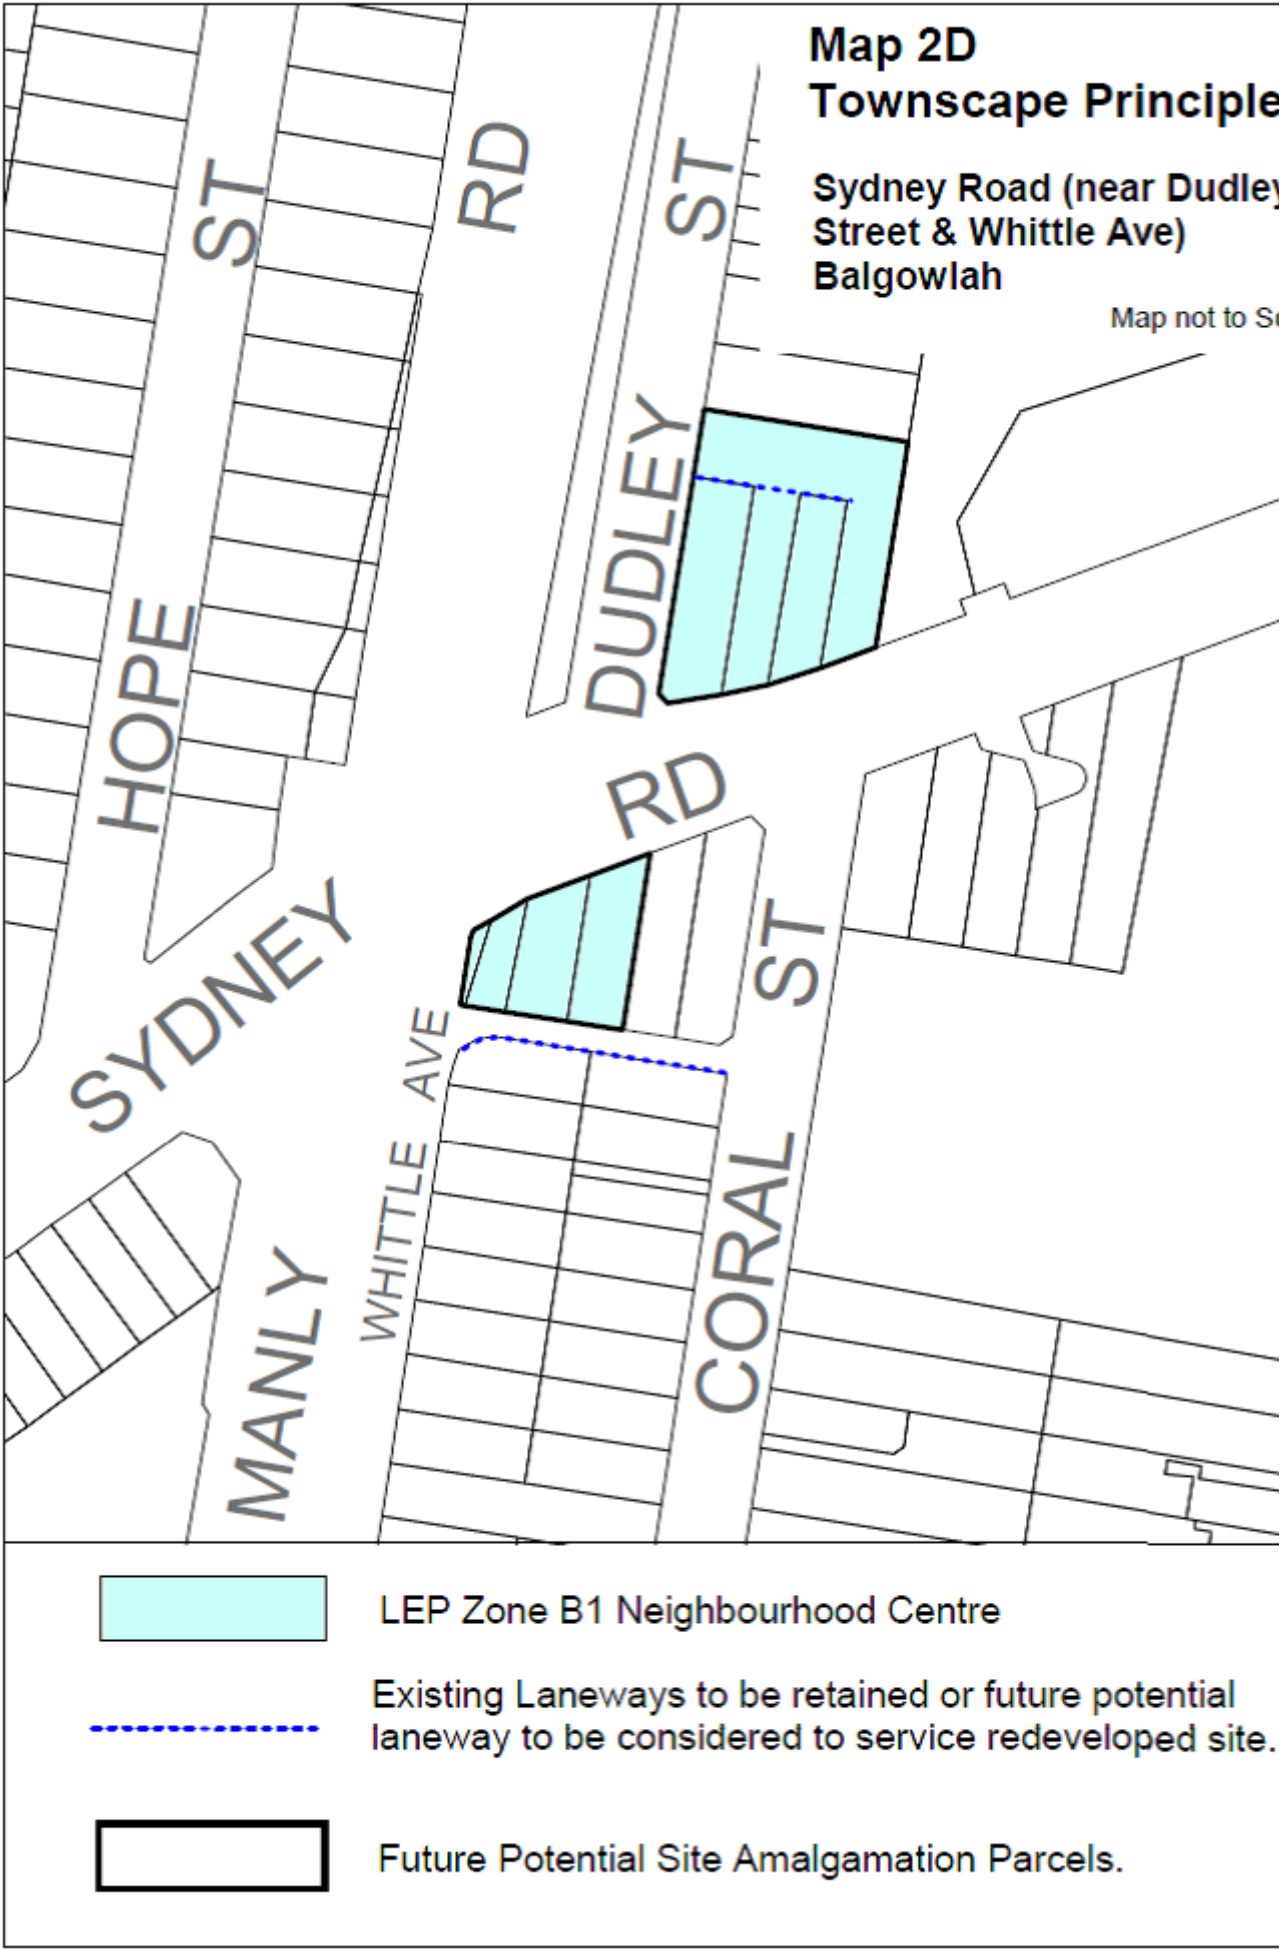 Map 2D
Townscape Principle
Sydney Road (near Dudley
Street & Whittle Ave)
Balgowlah
Map not to Sc
HOPE ST
RD
DUDLEY ST
SYDNEY RD
MANLY
WHITTLE AVE
CORAL ST
LEP Zone B1 Neighbourhood Centre
Existing Laneways to be retained or future potential
laneway to be considered to service redeveloped site.
Future Potential Site Amalgamation Parcels.